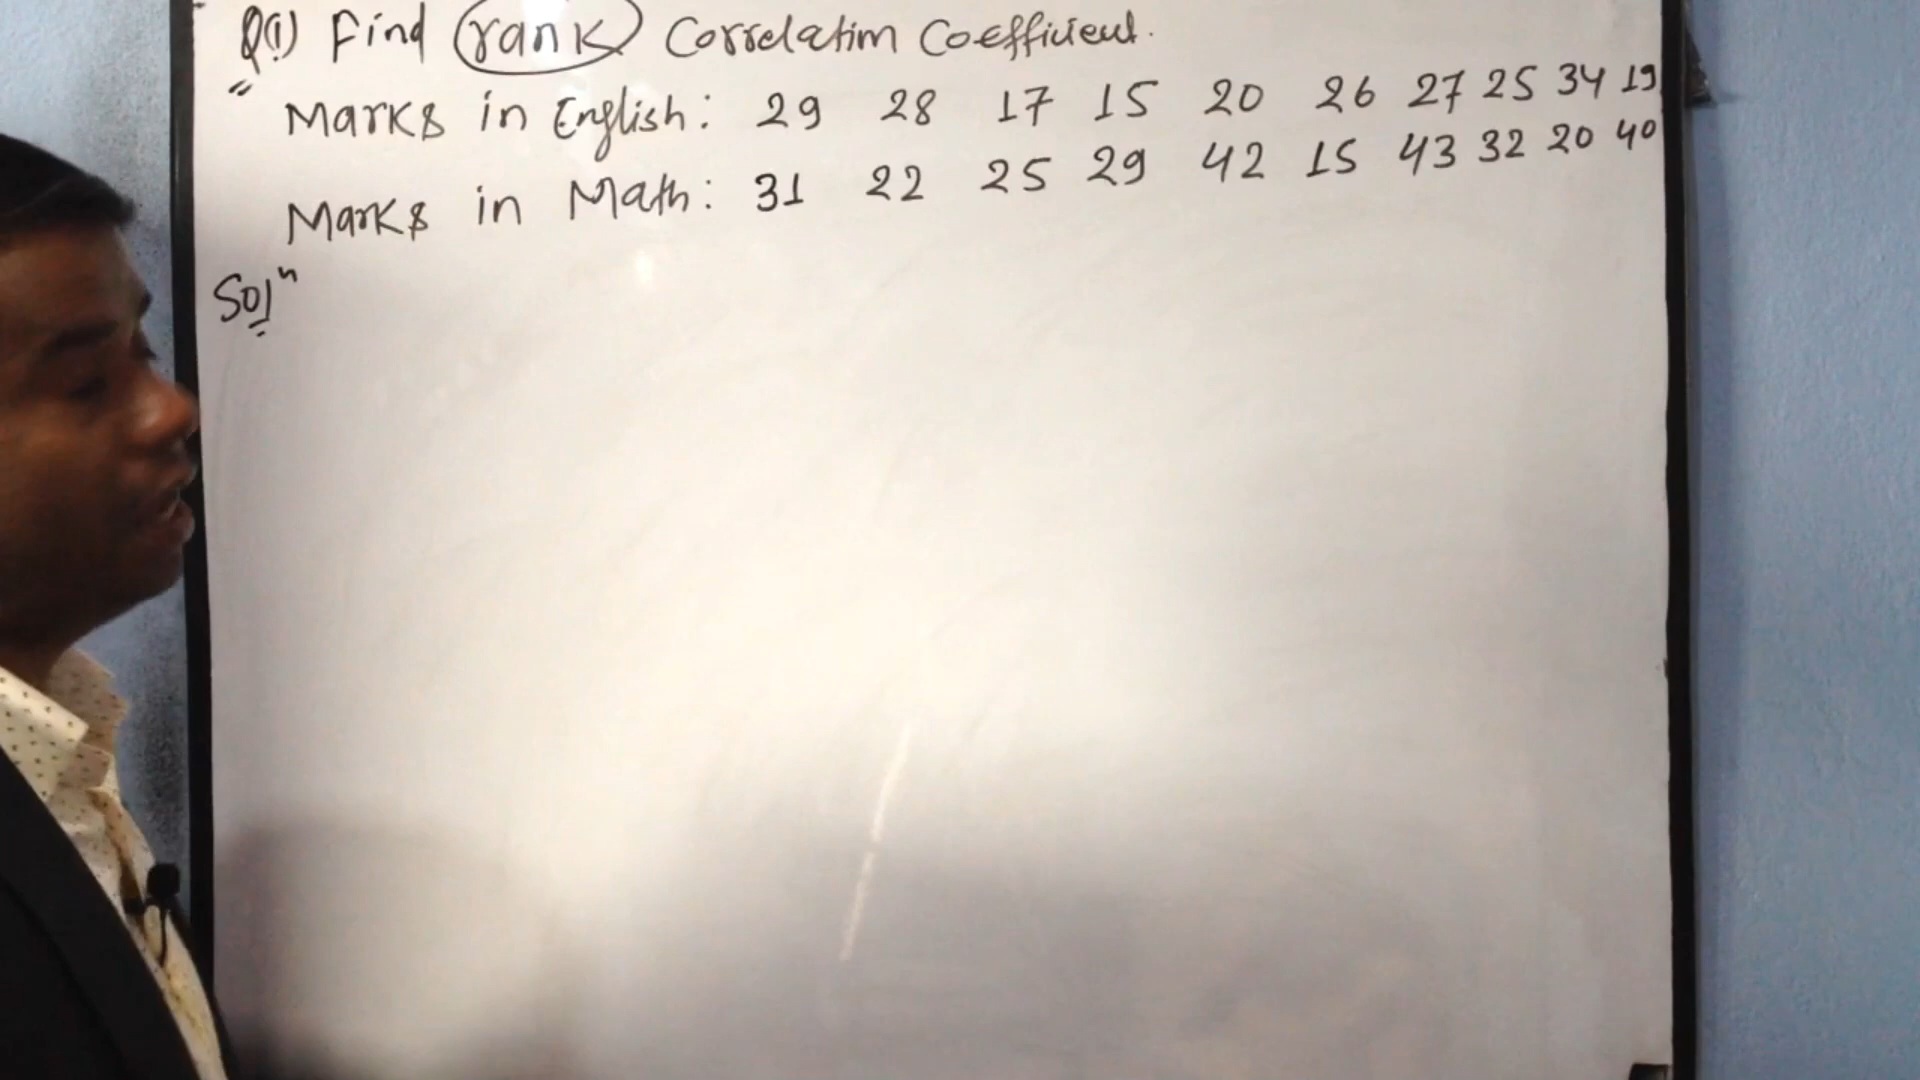 Q(1) Find rank Correlation Coefficient.
Marks in English: 29 28 17 15 20 26 27 25 34 19
Marks in Math: 31 22 25 29 42 15 43 32 20 40
Solⁿ